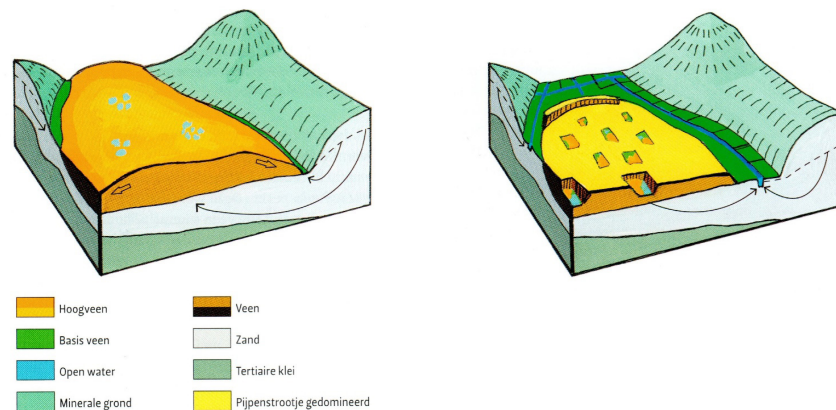 Hoogveen
Basis veen
Open water
Minerale grond
Veen
Zand
Tertiaire klei
Pijpenstrootje gedomineerd